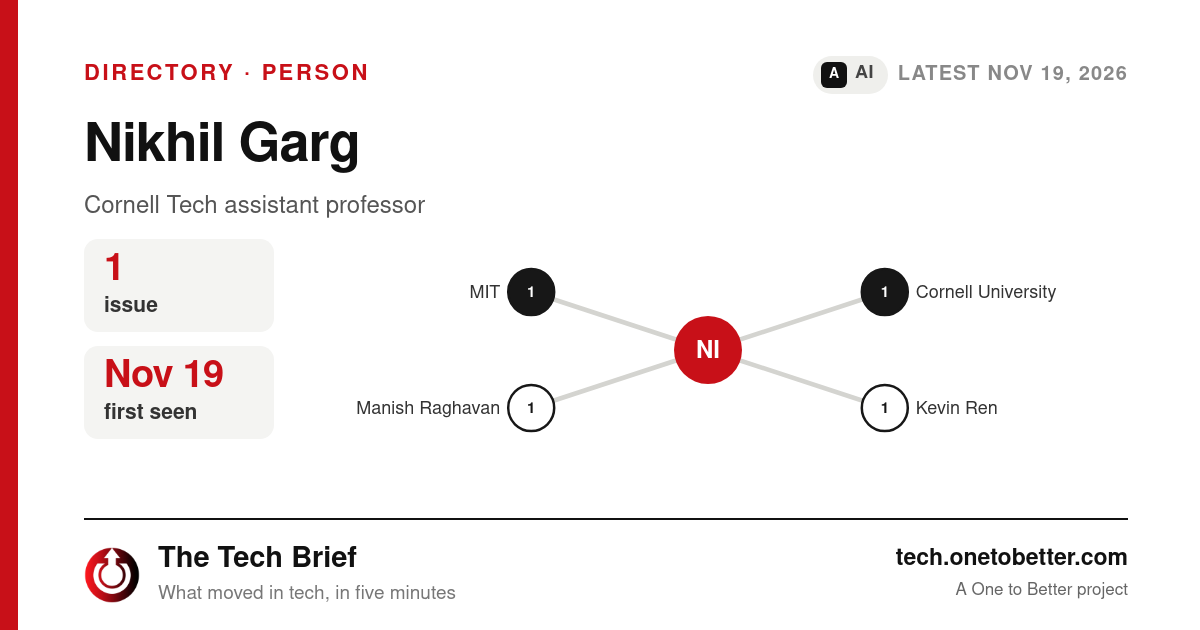 DIRECTORY · PERSON
A AI LATEST NOV 19, 2026
Nikhil Garg
Cornell Tech assistant professor
1
issue
Nov 19
first seen
MIT 1
1 Cornell University
NI
Manish Raghavan 1
1 Kevin Ren
The Tech Brief
What moved in tech, in five minutes
tech.onetobetter.com
A One to Better project